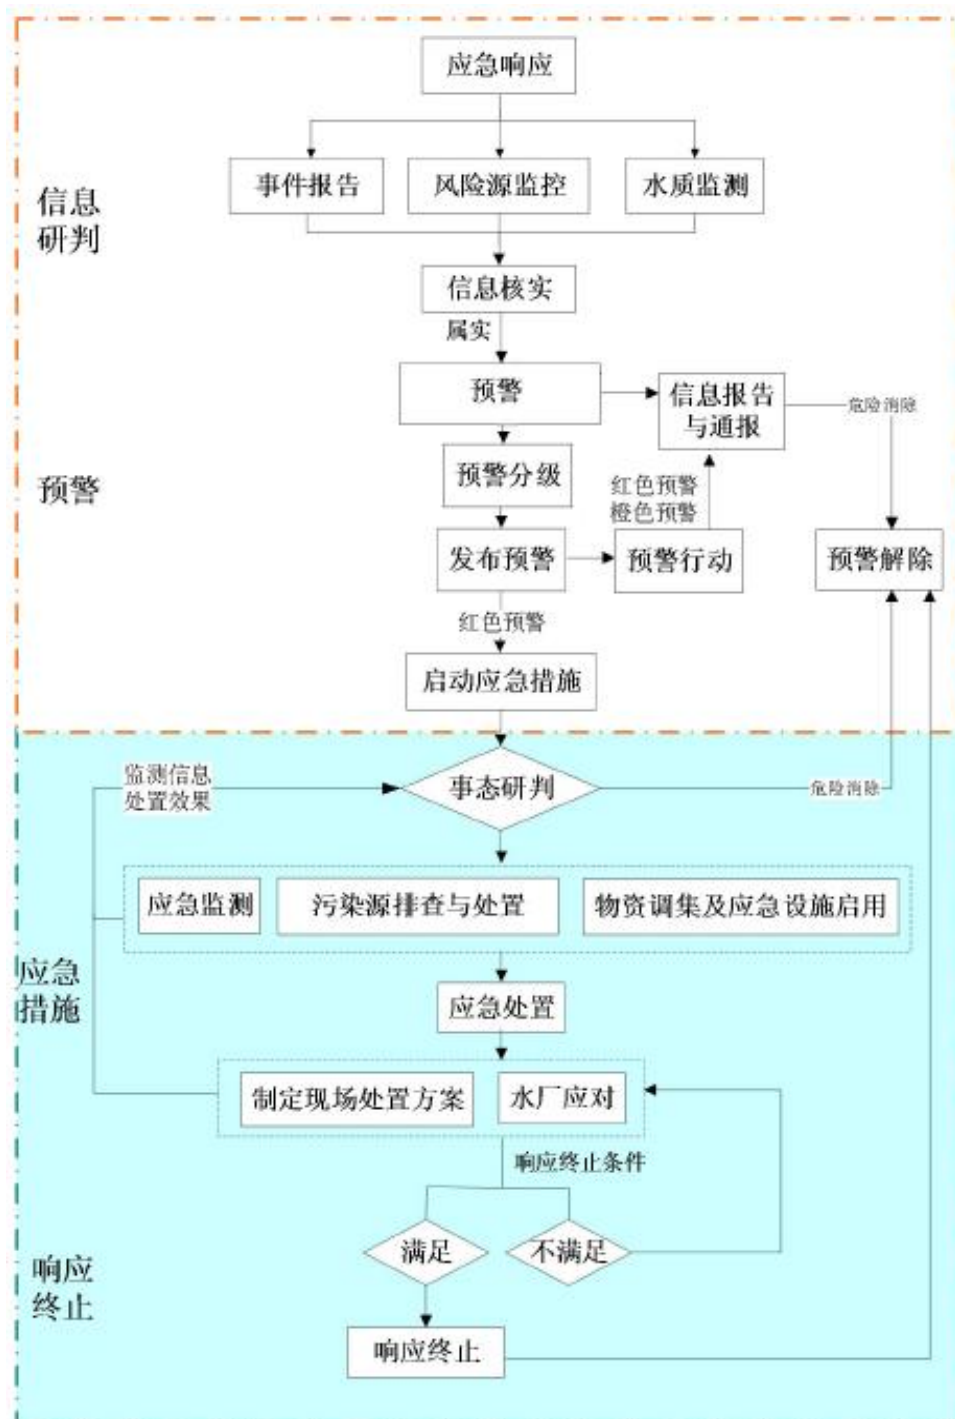 应急响应
事件报告
风险源监控
水质监测
信息
研判
信息核实
属实
预警
信息报告
与通报
危险消除
预警
预警分级
红色预警
橙色预警
发布预警
预警行动
预警解除
红色预警
启动应急措施
监测信息
处置效果
事态研判
危险消除
应急监测
污染源排查与处置
物资调集及应急设施启用
应急
措施
应急处置
制定现场处置方案
水厂应对
响应终止条件
满足
不满足
响应
终止
响应终止